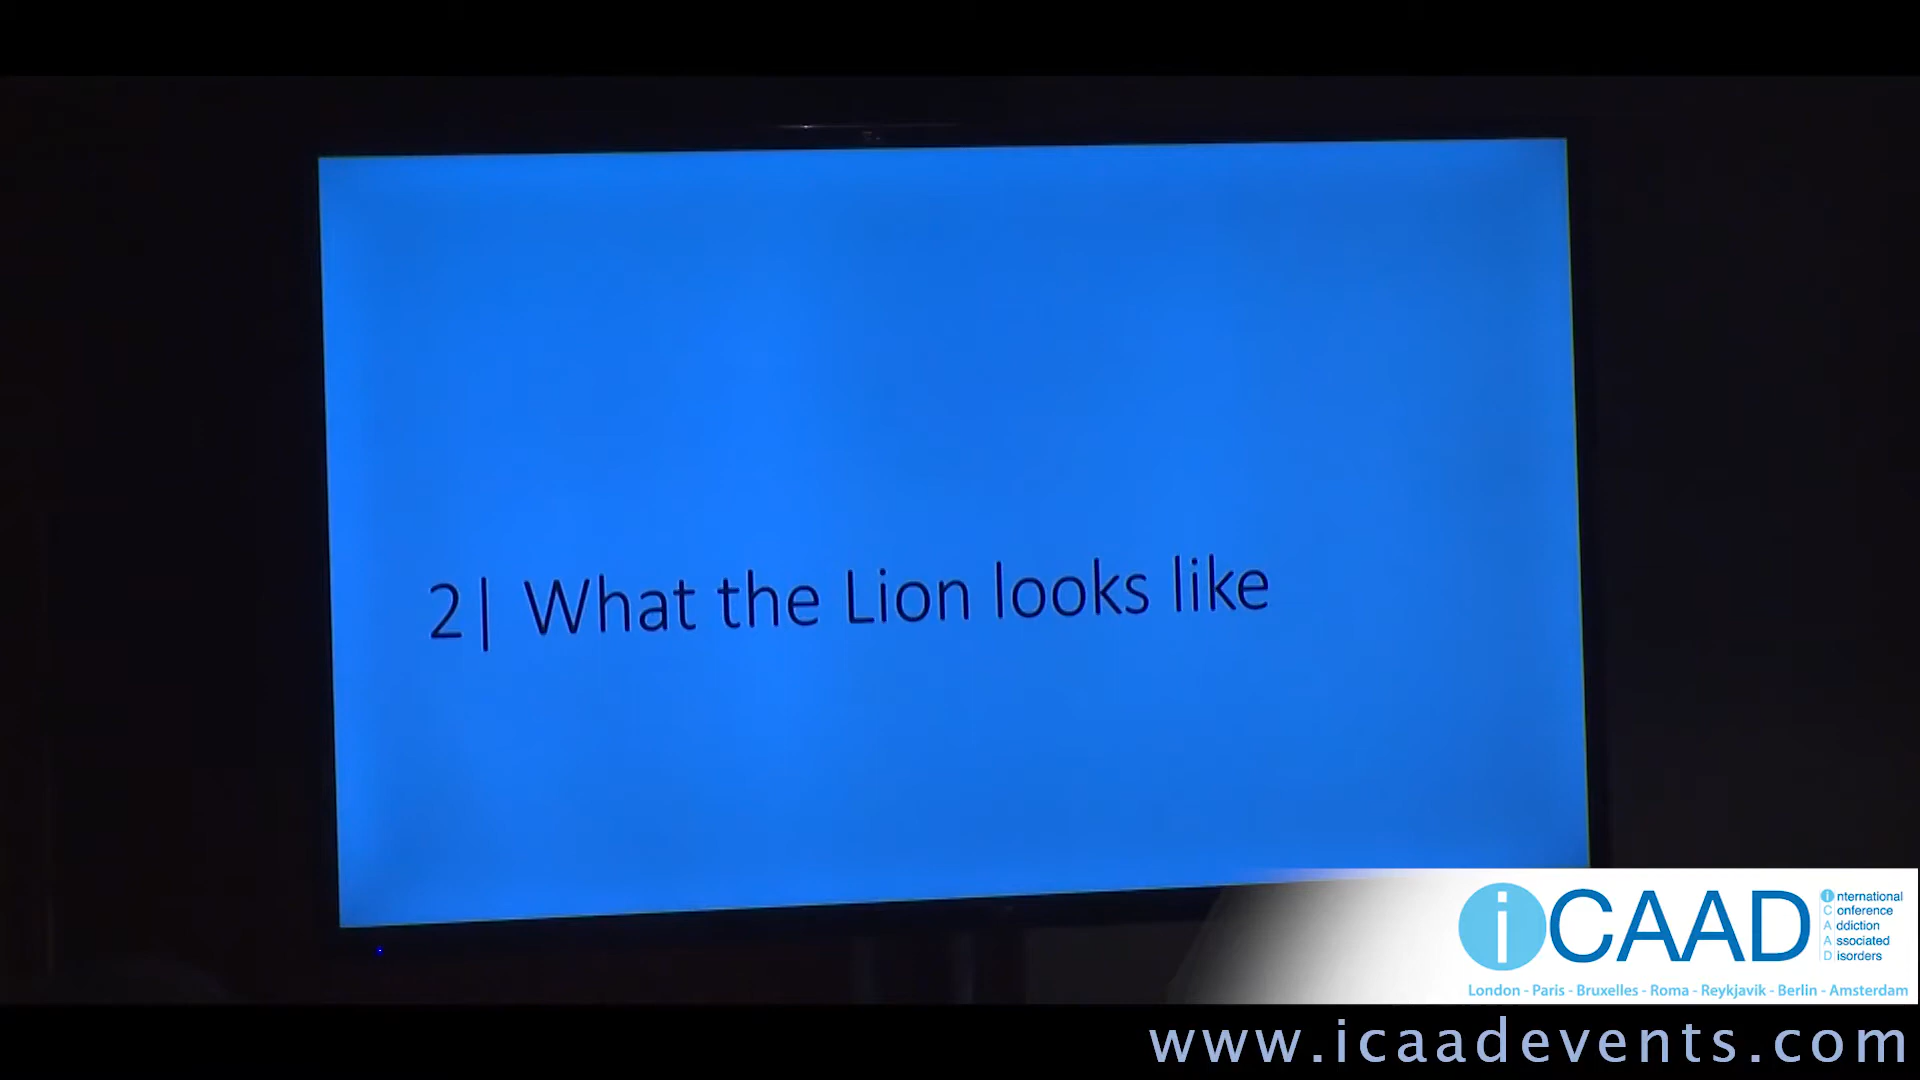 2| What the Lion looks like
iCAAD
international
Conference
Addiction
Associated
Disorders
London - Paris - Bruxelles - Roma - Reykjavik - Berlin - Amsterdam
www.icaadevents.com